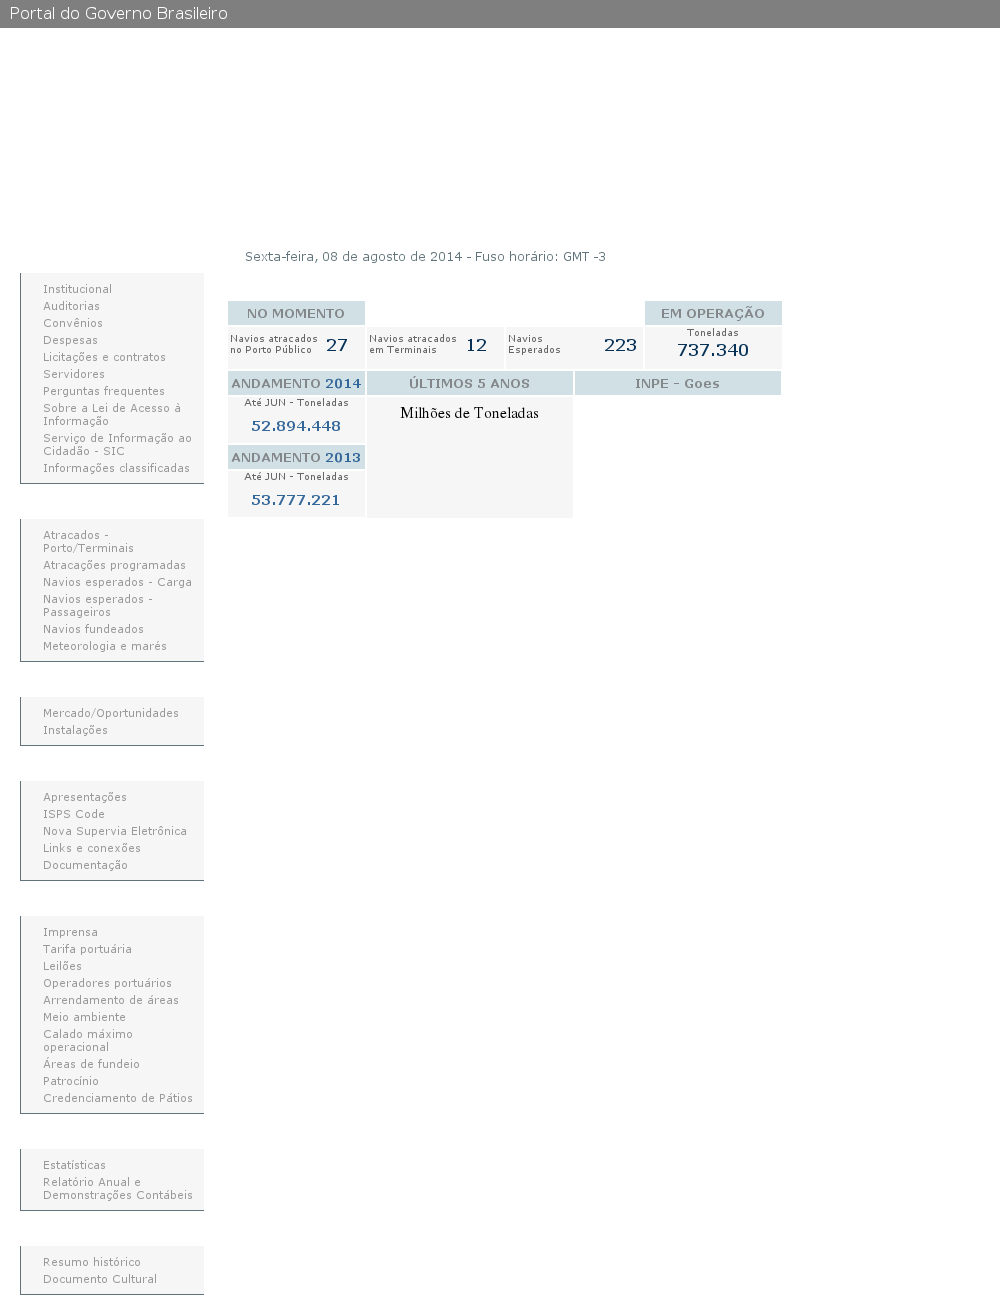 Portal do Governo Brasileiro
Sexta-feira, 08 de agosto de 2014 - Fuso horário: GMT -3
Institucional
Auditorias
Convênios
Despesas
Licitações e contratos
Servidores
Perguntas frequentes
Sobre a Lei de Acesso à
Informação
Serviço de Informação ao
Cidadão - SIC
Informações classificadas
Atracados -
Porto/Terminais
Atracações programadas
Navios esperados - Carga
Navios esperados -
Passageiros
Navios fundeados
Meteorologia e marés
Mercado/Oportunidades
Instalações
Apresentações
ISPS Code
Nova Supervia Eletrônica
Links e conexões
Documentação
Imprensa
Tarifa portuária
Leilões
Operadores portuários
Arrendamento de áreas
Meio ambiente
Calado máximo
operacional
Áreas de fundeio
Patrocínio
Credenciamento de Pátios
Estatísticas
Relatório Anual e
Demonstrações Contábeis
Resumo histórico
Documento Cultural
NO MOMENTO
Navios atracados
no Porto Público
27
Navios atracados
em Terminais
12
Navios
Esperados
223
EM OPERAÇÃO
Toneladas
737.340
ANDAMENTO 2014
Até JUN - Toneladas
52.894.448
ANDAMENTO 2013
Até JUN - Toneladas
53.777.221
ÚLTIMOS 5 ANOS
Milhões de Toneladas
INPE - Goes